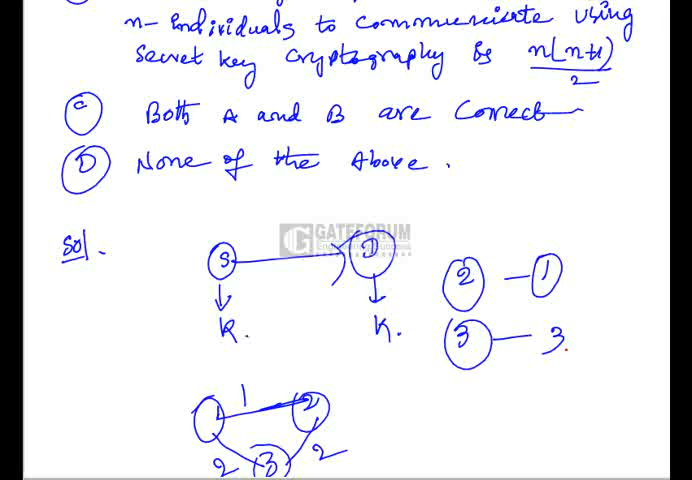 n- Individuals to communicate using
Secret key cryptography is n(n+1)/2
C Both A and B are Correct
D None of the Above.
Sol.
GATEFORUM
S D
2 - 1
K. K.
3 - 3.
1
1 2
2 3 2